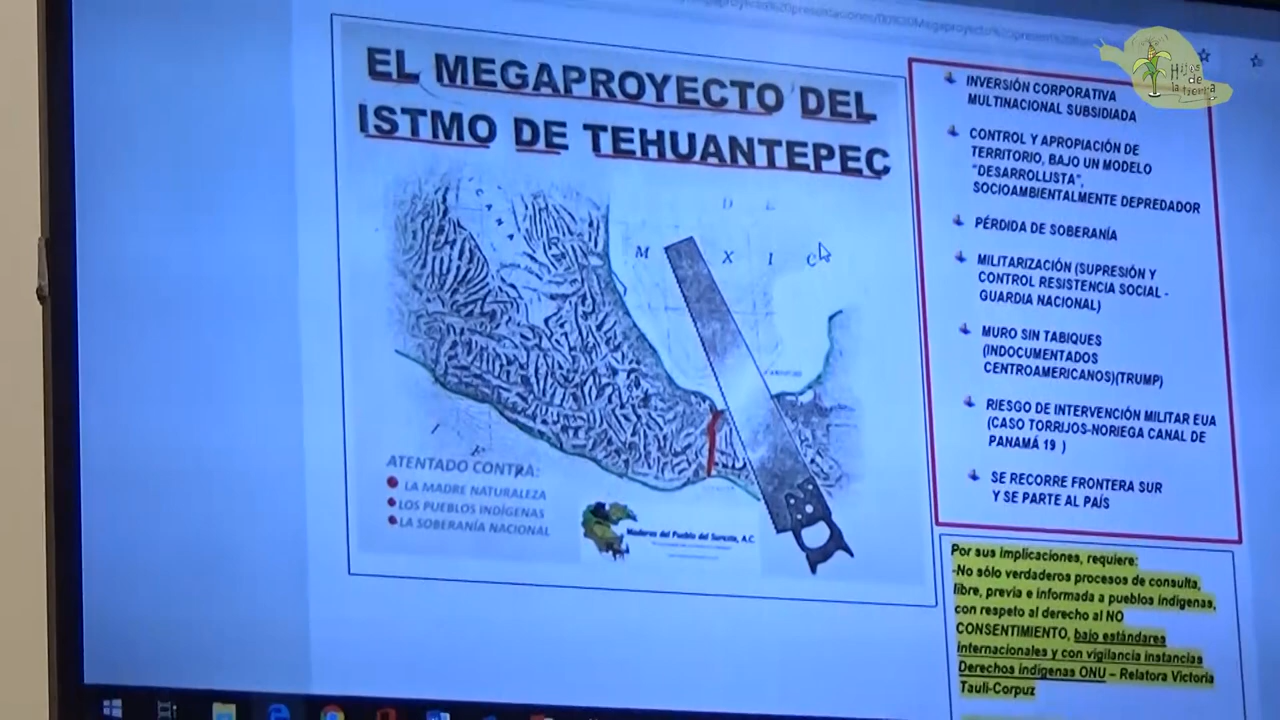 EL MEGAPROYECTO DEL
ISTMO DE TEHUANTEPEC
M X I C
D E
ATENTADO CONTRA:
LA MADRE NATURALEZA
LOS PUEBLOS INDÍGENAS
LA SOBERANÍA NACIONAL
Maderas del Pueblo del Sureste, A.C.
Hijos
de
la tierra
INVERSIÓN CORPORATIVA
MULTINACIONAL SUBSIDIADA
CONTROL Y APROPIACIÓN DE
TERRITORIO, BAJO UN MODELO
"DESARROLLISTA",
SOCIOAMBIENTALMENTE DEPREDADOR
PÉRDIDA DE SOBERANÍA
MILITARIZACIÓN (SUPRESIÓN Y
CONTROL RESISTENCIA SOCIAL -
GUARDIA NACIONAL)
MURO SIN TABIQUES
(INDOCUMENTADOS
CENTROAMERICANOS)(TRUMP)
RIESGO DE INTERVENCIÓN MILITAR EUA
(CASO TORRIJOS-NORIEGA CANAL DE
PANAMÁ 19 )
SE RECORRE FRONTERA SUR
Y SE PARTE AL PAÍS
Por sus implicaciones, requiere:
-No sólo verdaderos procesos de consulta,
libre, previa e informada a pueblos indígenas,
con respeto al derecho al NO
CONSENTIMIENTO, bajo estándares
internacionales y con vigilancia instancias
Derechos indígenas ONU – Relatora Victoria
Tauli-Corpuz